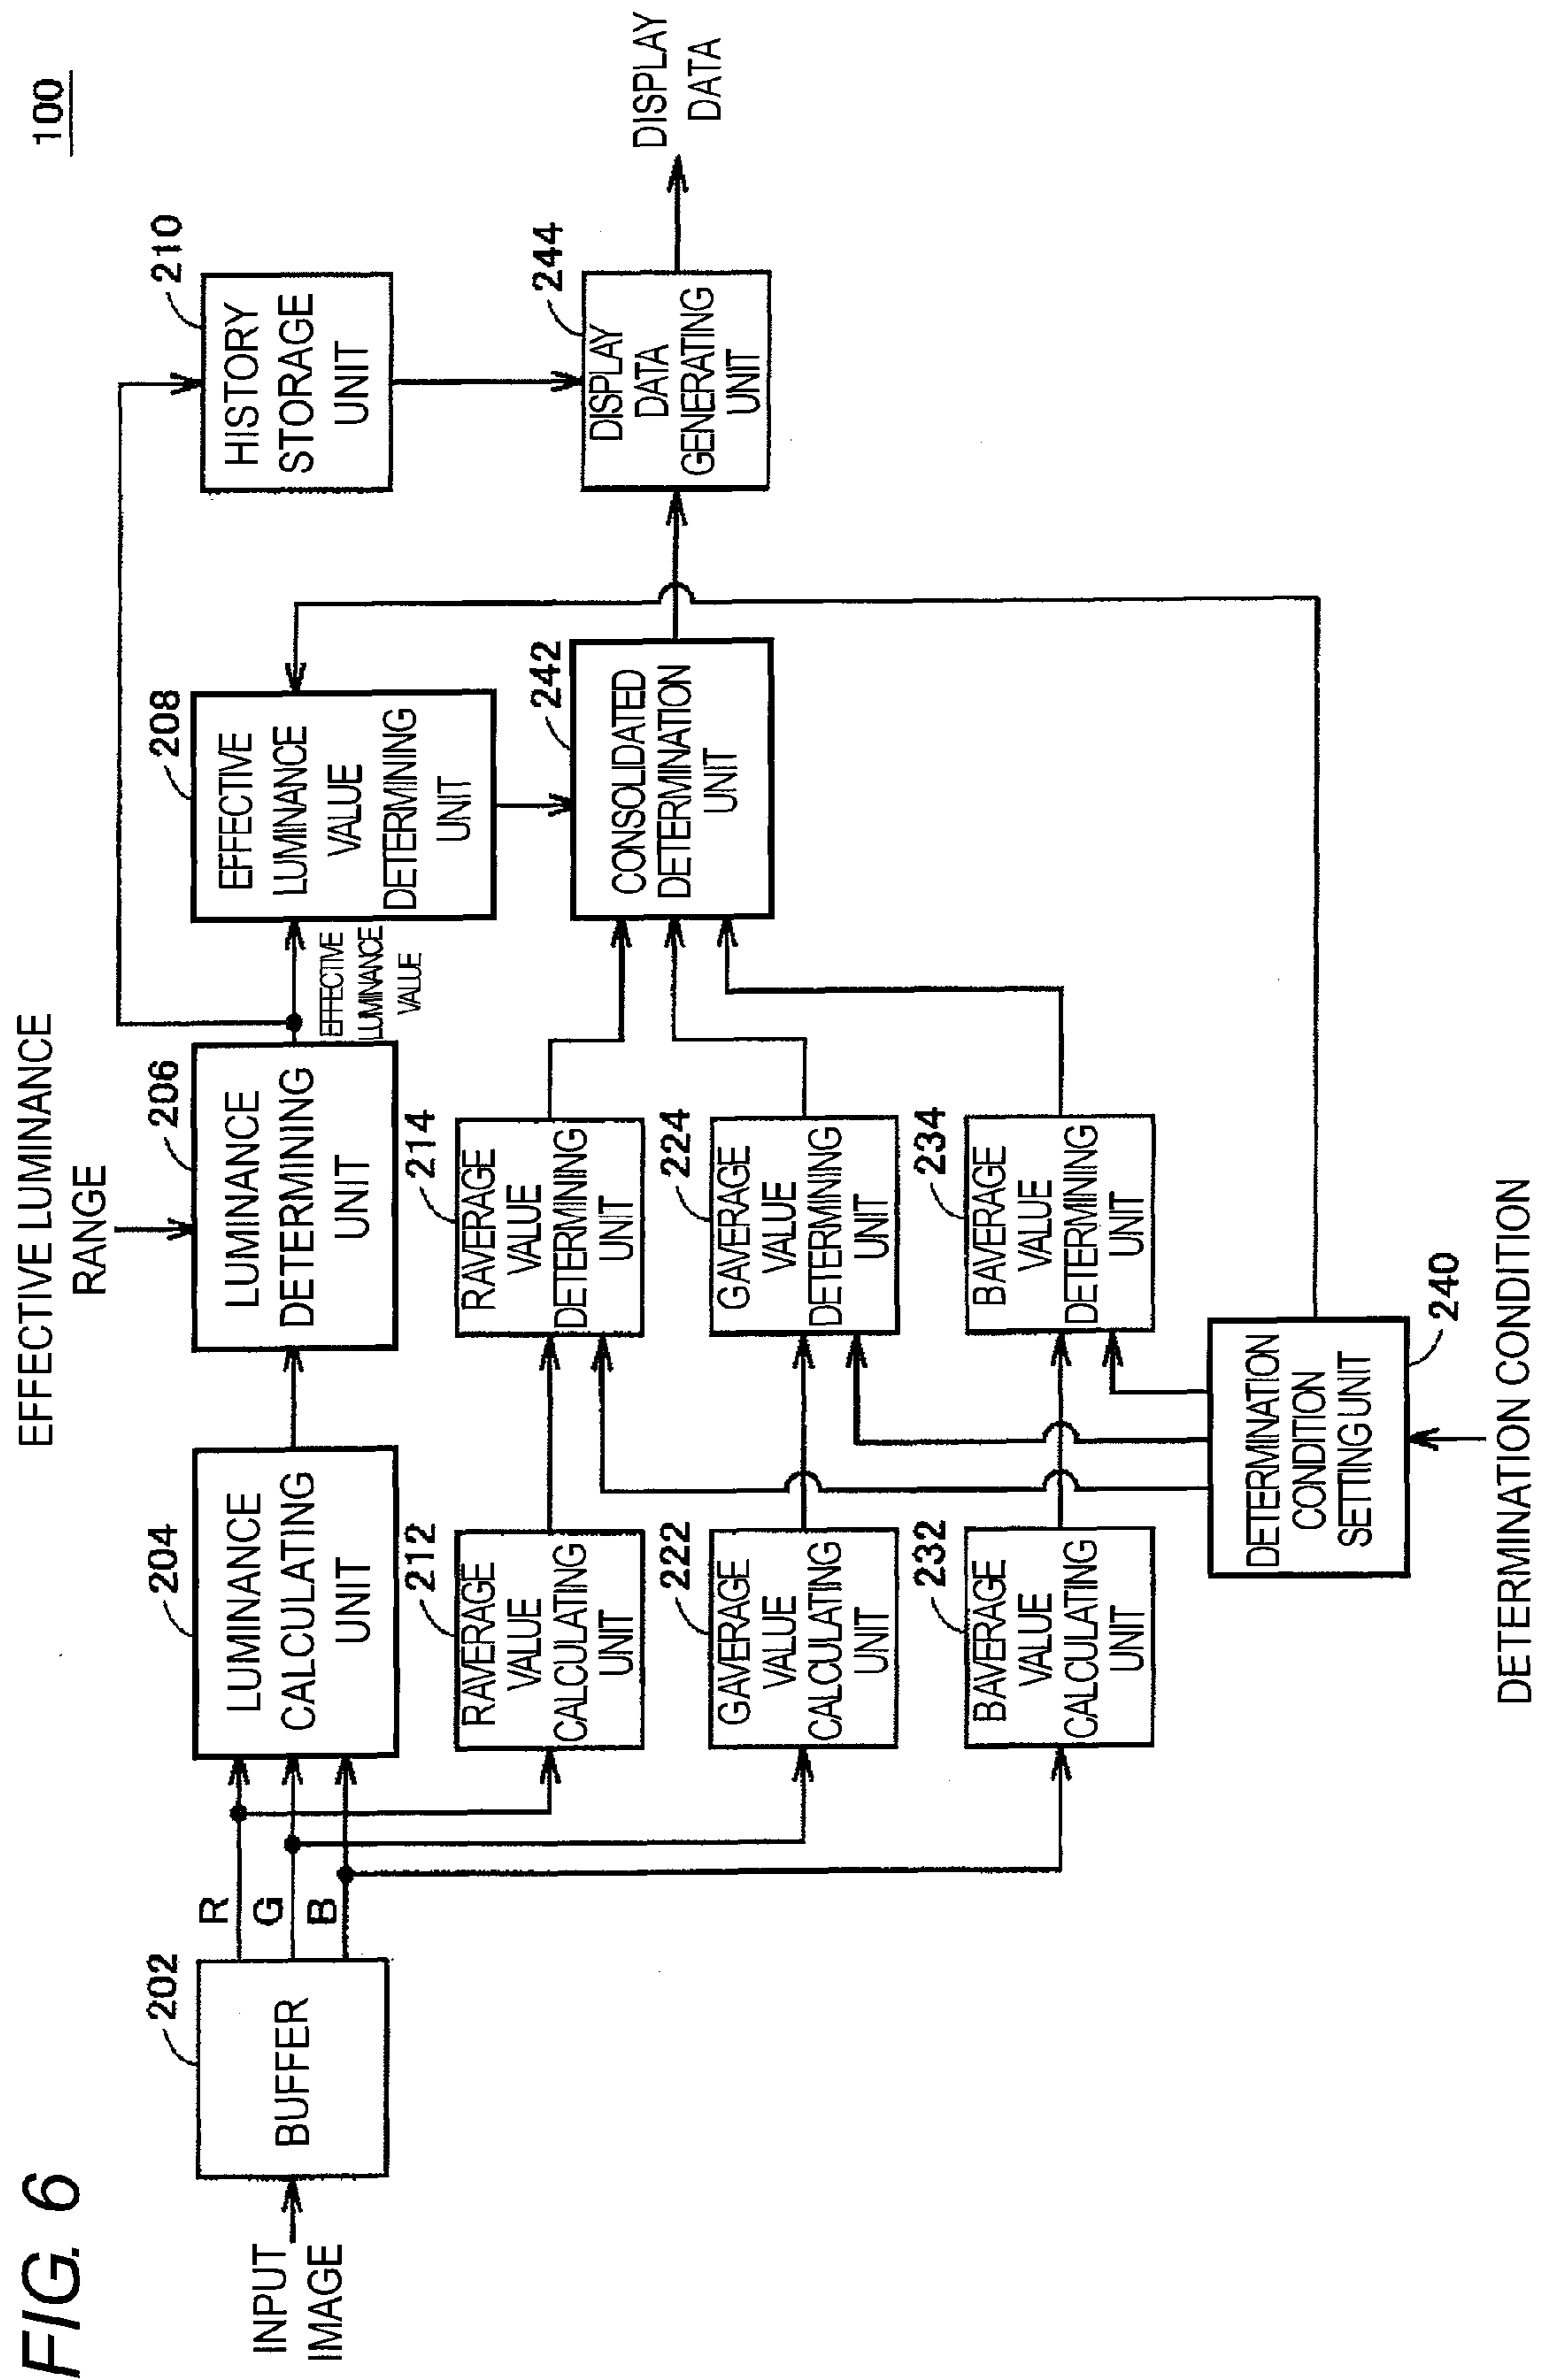 FIG. 6
100
EFFECTIVE LUMINANCE
RANGE
INPUT
IMAGE
202
BUFFER
R
G
B
204
LUMINANCE
CALCULATING
UNIT
206
LUMINANCE
DETERMINING
UNIT
EFFECTIVE
LUMINANCE
VALUE
208
EFFECTIVE
LUMINANCE
VALUE
DETERMINING
UNIT
210
HISTORY
STORAGE
UNIT
212
RAVERAGE
VALUE
CALCULATING
UNIT
214
RAVERAGE
VALUE
DETERMINING
UNIT
242
CONSOLIDATED
DETERMINATION
UNIT
244
DISPLAY
DATA
GENERATING
UNIT
DISPLAY
DATA
222
GAVERAGE
VALUE
CALCULATING
UNIT
224
GAVERAGE
VALUE
DETERMINING
UNIT
232
BAVERAGE
VALUE
CALCULATING
UNIT
234
BAVERAGE
VALUE
DETERMINING
UNIT
DETERMINATION
CONDITION
SETTING UNIT
240
DETERMINATION CONDITION